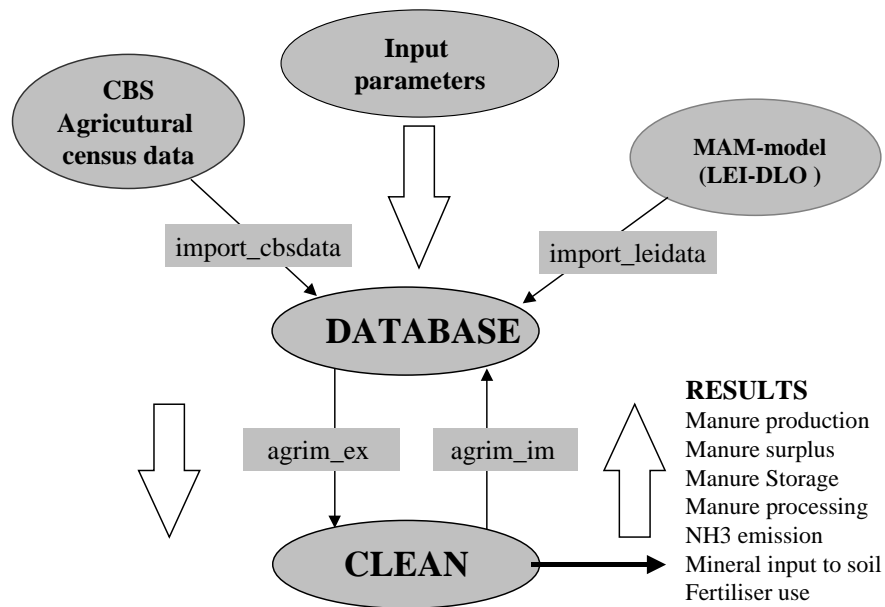 Input
parameters
CBS
Agricutural
census data
MAM-model
(LEI-DLO )
import_cbsdata
import_leidata
DATABASE
agrim_ex
agrim_im
CLEAN
RESULTS
Manure production
Manure surplus
Manure Storage
Manure processing
NH3 emission
Mineral input to soil
Fertiliser use